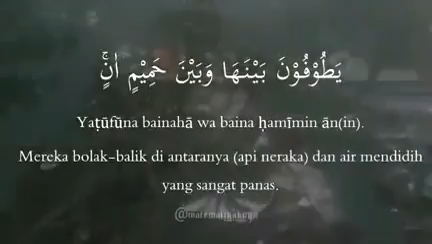 يَطُوْفُوْنَ بَيْنَهَا وَبَيْنَ حَمِيْمٍ اٰنٍۚ
Yaṭūfūna bainahā wa baina ḥamīmin ān(in).
Mereka bolak-balik di antaranya (api neraka) dan air mendidih
yang sangat panas.